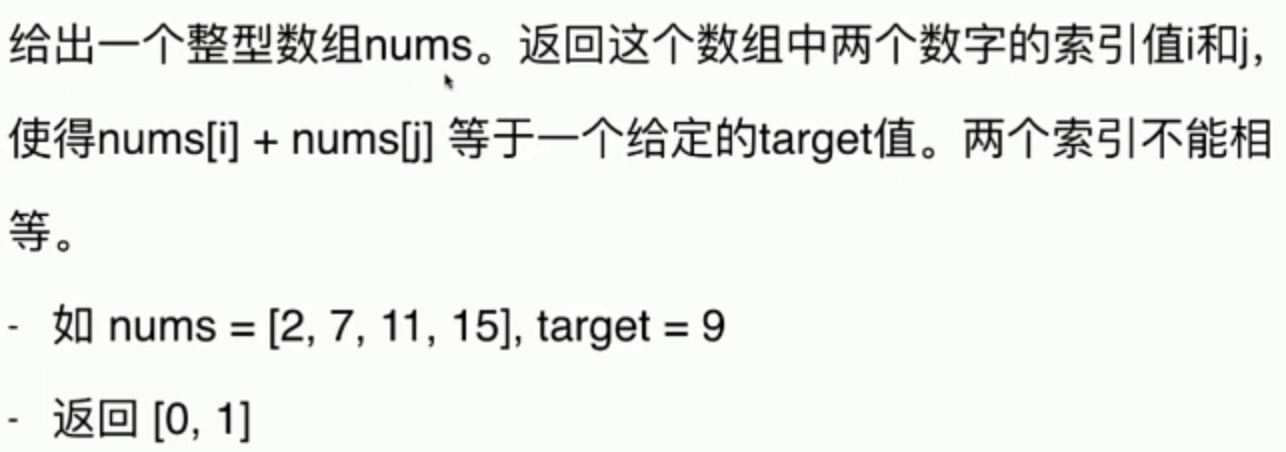 给出一个整型数组nums。返回这个数组中两个数字的索引值i和j,
使得nums[i] + nums[j] 等于一个给定的target值。两个索引不能相
等。
- 如 nums = [2, 7, 11, 15], target = 9
- 返回 [0, 1]